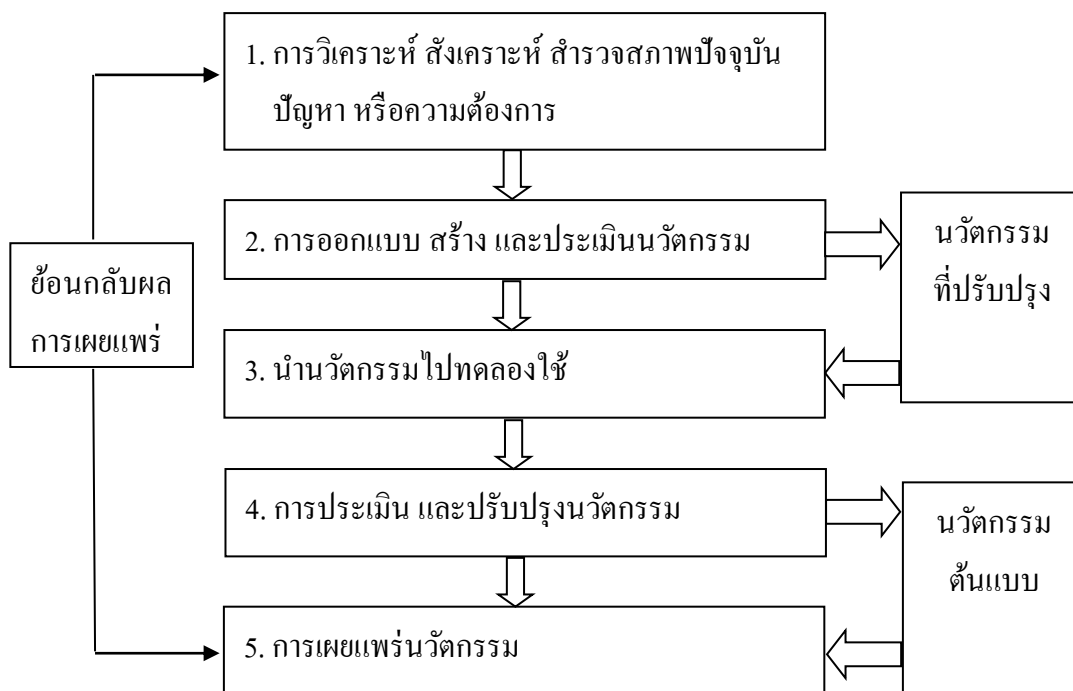 1. การวิเคราะห์ สังเคราะห์ สำรวจสภาพปัจจุบัน
ปัญหา หรือความต้องการ
2. การออกแบบ สร้าง และประเมินนวัตกรรม
นวัตกรรม
ที่ปรับปรุง
ย้อนกลับผล
การเผยแพร่
3. นำนวัตกรรมไปทดลองใช้
4. การประเมิน และปรับปรุงนวัตกรรม
นวัตกรรม
ต้นแบบ
5. การเผยแพร่นวัตกรรม